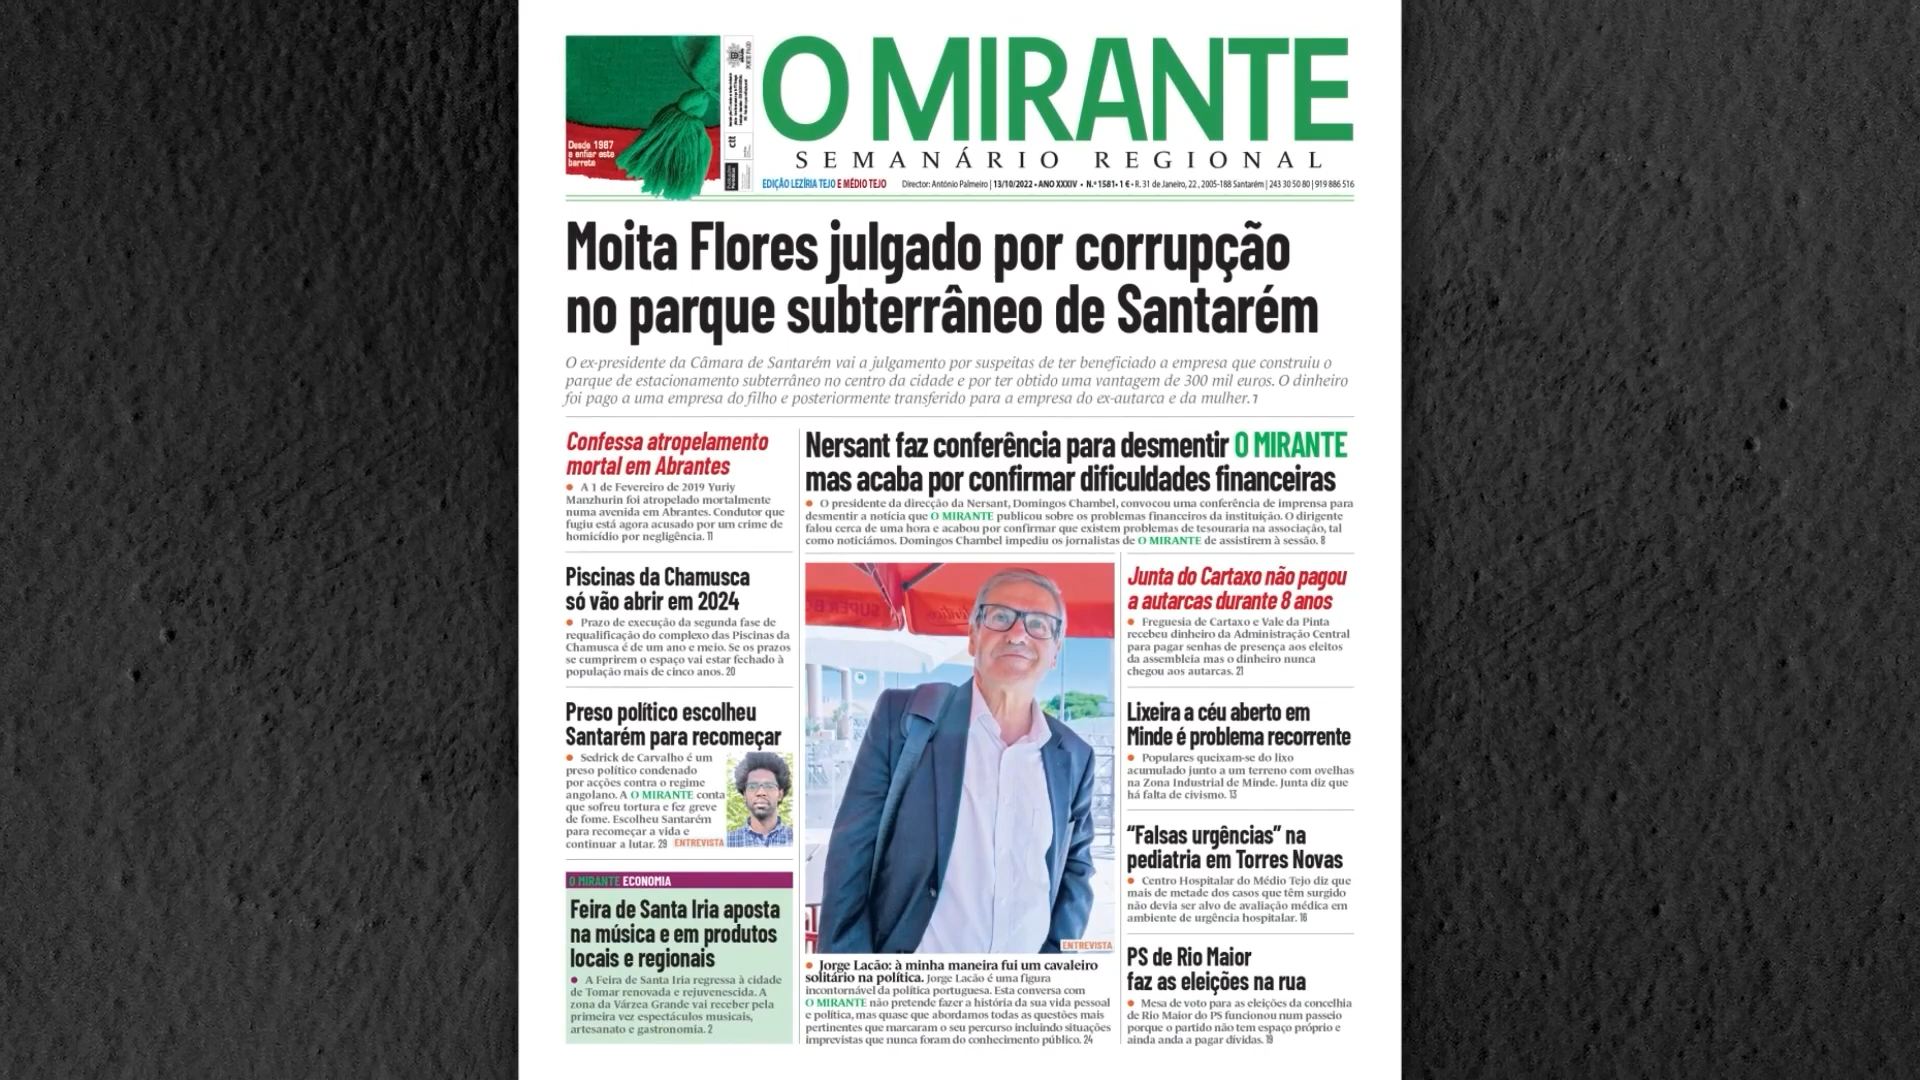 Desde 1987
a enfiar este
barrete
ctt
O MIRANTE
SEMANÁRIO REGIONAL
EDIÇÃO LEZÍRIA TEJO E MÉDIO TEJO
Director: António Palmeiro | 13/10/2022 • ANO XXXIV • N.º 1581 • 1 € • R. 31 de Janeiro, 22 , 2005-188 Santarém | 243 30 50 80 | 919 886 516
Moita Flores julgado por corrupção
no parque subterrâneo de Santarém
O ex-presidente da Câmara de Santarém vai a julgamento por suspeitas de ter beneficiado a empresa que construiu o
parque de estacionamento subterrâneo no centro da cidade e por ter obtido uma vantagem de 300 mil euros. O dinheiro
foi pago a uma empresa do filho e posteriormente transferido para a empresa do ex-autarca e da mulher. 7
Confessa atropelamento
mortal em Abrantes
• A 1 de Fevereiro de 2019 Yuriy
Manzhurin foi atropelado mortalmente
numa avenida em Abrantes. Condutor que
fugiu está agora acusado por um crime de
homicídio por negligência. 11
Piscinas da Chamusca
só vão abrir em 2024
• Prazo de execução da segunda fase de
requalificação do complexo das Piscinas da
Chamusca é de um ano e meio. Se os prazos
se cumprirem o espaço vai estar fechado à
população mais de cinco anos. 20
Preso político escolheu
Santarém para recomeçar
• Sedrick de Carvalho é um
preso político condenado
por acções contra o regime
angolano. A O MIRANTE conta
que sofreu tortura e fez greve
de fome. Escolheu Santarém
para recomeçar a vida e
continuar a lutar. 29 ENTREVISTA
O MIRANTE ECONOMIA
Feira de Santa Iria aposta
na música e em produtos
locais e regionais
• A Feira de Santa Iria regressa à cidade
de Tomar renovada e rejuvenescida. A
zona da Várzea Grande vai receber pela
primeira vez espectáculos musicais,
artesanato e gastronomia. 2
Nersant faz conferência para desmentir O MIRANTE
mas acaba por confirmar dificuldades financeiras
• O presidente da direcção da Nersant, Domingos Chambel, convocou uma conferência de imprensa para
desmentir a notícia que O MIRANTE publicou sobre os problemas financeiros da instituição. O dirigente
falou cerca de uma hora e acabou por confirmar que existem problemas de tesouraria na associação, tal
como noticiámos. Domingos Chambel impediu os jornalistas de O MIRANTE de assistirem à sessão. 8
ENTREVISTA
• Jorge Lacão: à minha maneira fui um cavaleiro
solitário na política. Jorge Lacão é uma figura
incontornável da política portuguesa. Esta conversa com
O MIRANTE não pretende fazer a história da sua vida pessoal
e política, mas quase que abordamos todas as questões mais
pertinentes que marcaram o seu percurso incluindo situações
imprevistas que nunca foram do conhecimento público. 24
Junta do Cartaxo não pagou
a autarcas durante 8 anos
• Freguesia de Cartaxo e Vale da Pinta
recebeu dinheiro da Administração Central
para pagar senhas de presença aos eleitos
da assembleia mas o dinheiro nunca
chegou aos autarcas. 21
Lixeira a céu aberto em
Minde é problema recorrente
• Populares queixam-se do lixo
acumulado junto a um terreno com ovelhas
na Zona Industrial de Minde. Junta diz que
há falta de civismo. 13
“Falsas urgências” na
pediatria em Torres Novas
• Centro Hospitalar do Médio Tejo diz que
mais de metade dos casos que têm surgido
não devia ser alvo de avaliação médica em
ambiente de urgência hospitalar. 16
PS de Rio Maior
faz as eleições na rua
• Mesa de voto para as eleições da concelhia
de Rio Maior do PS funcionou num passeio
porque o partido não tem espaço próprio e
ainda anda a pagar dívidas. 19